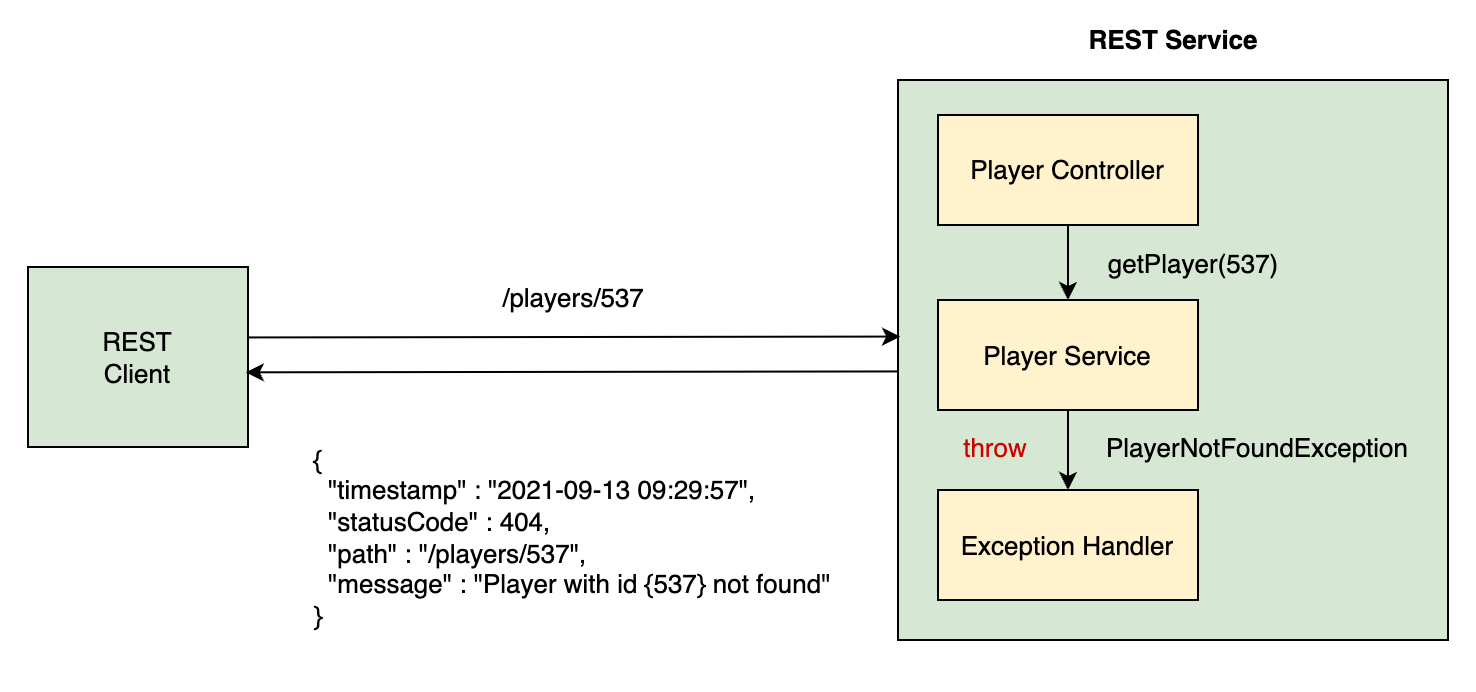 REST Service
Player Controller
getPlayer(537)
/players/537
REST
Client
Player Service
throw
PlayerNotFoundException
{
"timestamp" : "2021-09-13 09:29:57",
"statusCode" : 404,
"path" : "/players/537",
"message" : "Player with id {537} not found"
}
Exception Handler